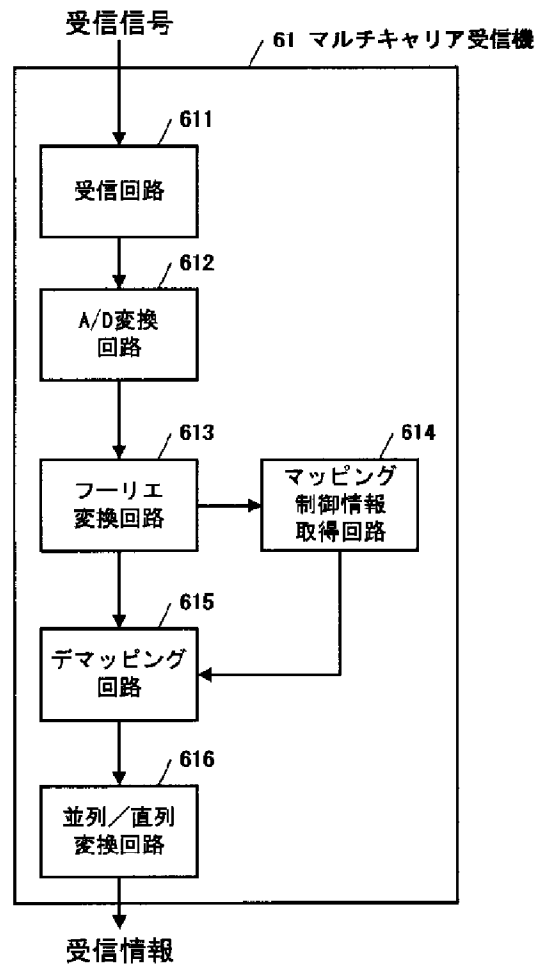 受信信号
61 マルチキャリア受信機
611
受信回路
612
A/D変換
回路
613
フーリエ
変換回路
614
マッピング
制御情報
取得回路
615
デマッピング
回路
616
並列／直列
変換回路
受信情報